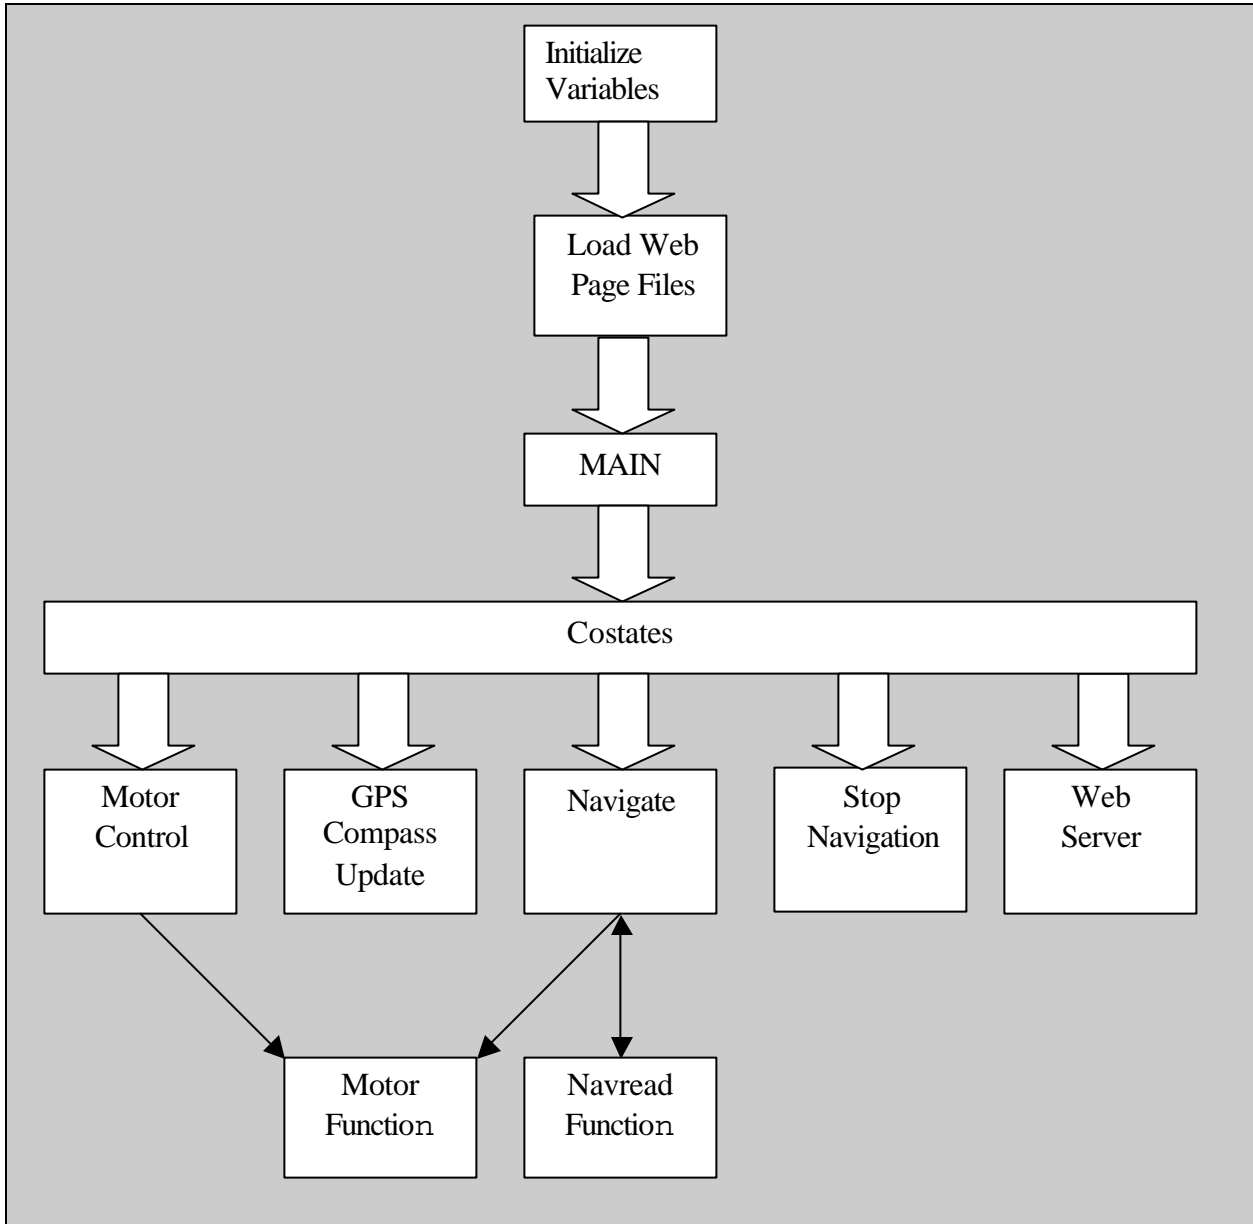 Initialize
Variables
Load Web
Page Files
MAIN
Costates
Motor
Control
GPS
Compass
Update
Navigate
Stop
Navigation
Web
Server
Motor
Function
Navread
Function